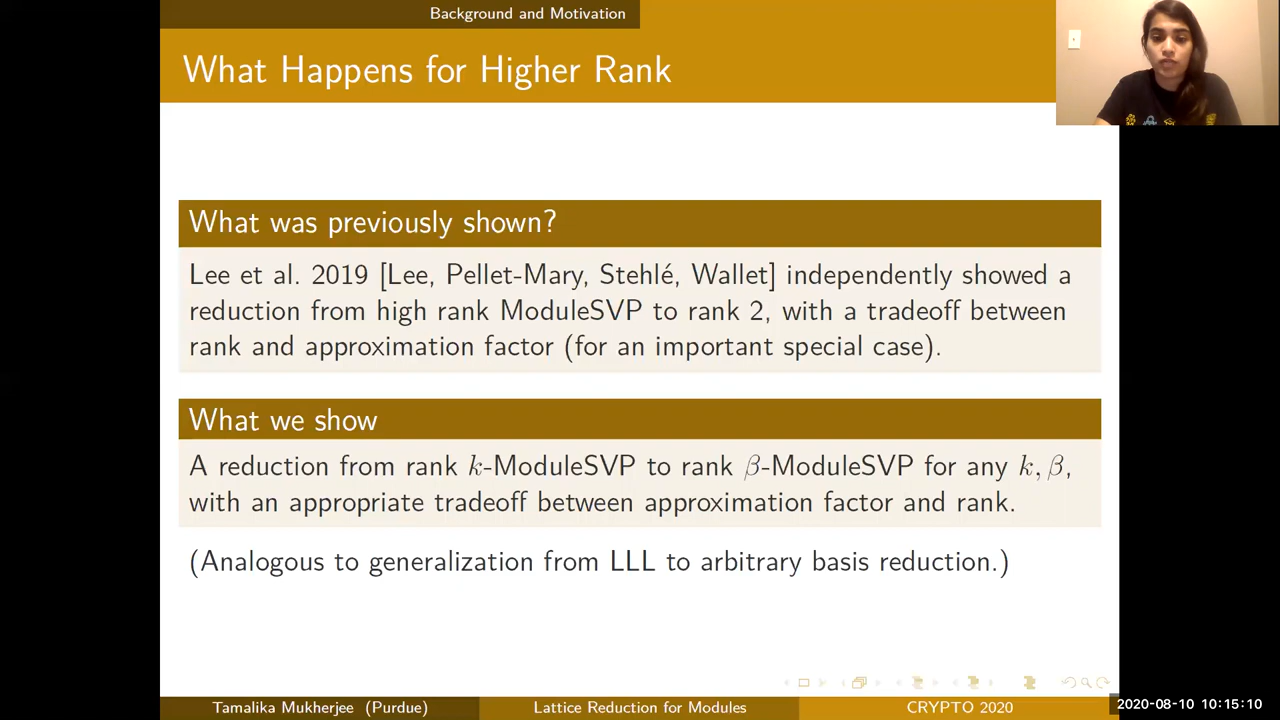 Background and Motivation
What Happens for Higher Rank
What was previously shown?
Lee et al. 2019 [Lee, Pellet-Mary, Stehlé, Wallet] independently showed a
reduction from high rank ModuleSVP to rank 2, with a tradeoff between
rank and approximation factor (for an important special case).
What we show
A reduction from rank k-ModuleSVP to rank β-ModuleSVP for any k, β,
with an appropriate tradeoff between approximation factor and rank.
(Analogous to generalization from LLL to arbitrary basis reduction.)
Tamalika Mukherjee (Purdue)
Lattice Reduction for Modules
CRYPTO 2020
2020-08-10 10:15:10